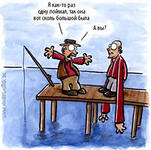 Я как-то раз
одну поймал, так она
вот сколь большой была
А вы?